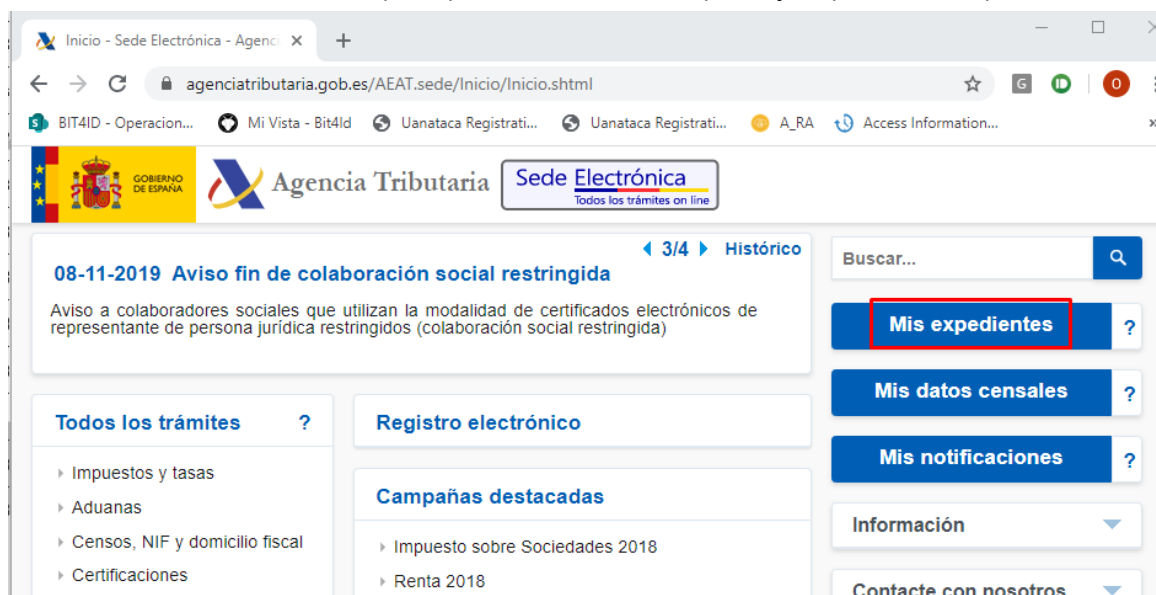 Inicio - Sede Electrónica - Agenc
agenciatributaria.gob.es/AEAT.sede/Inicio/Inicio.shtml
G
O
BIT4ID - Operacion...
Mi Vista - Bit4Id
Uanataca Registrati...
Uanataca Registrati...
A_RA
Access Information...
GOBIERNO
DE ESPAÑA
Agencia Tributaria
Sede Electrónica
Todos los trámites on line
3/4
Histórico
08-11-2019 Aviso fin de colaboración social restringida
Aviso a colaboradores sociales que utilizan la modalidad de certificados electrónicos de
representante de persona jurídica restringidos (colaboración social restringida)
Buscar...
Mis expedientes
?
Mis datos censales
?
Mis notificaciones
?
Información
Contacte con nosotros
Todos los trámites ?
Impuestos y tasas
Aduanas
Censos, NIF y domicilio fiscal
Certificaciones
Registro electrónico
Campañas destacadas
Impuesto sobre Sociedades 2018
Renta 2018